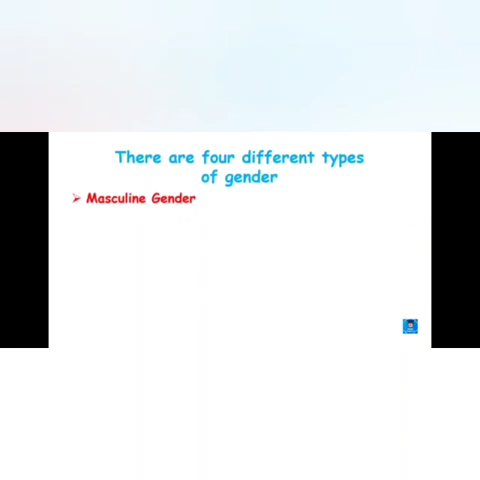 There are four different types
of gender
➢ Masculine Gender